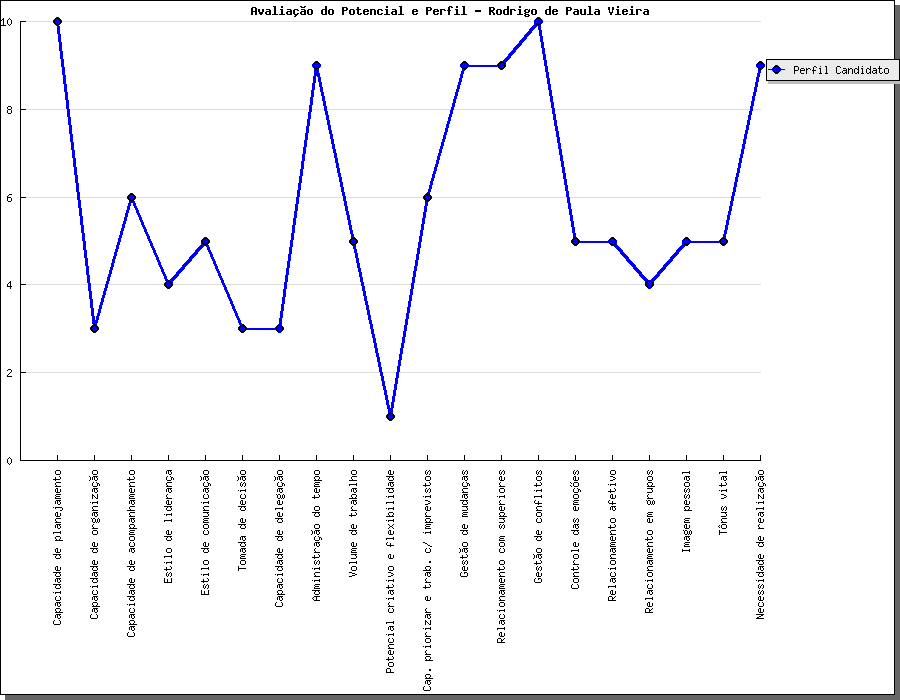 Avaliação do Potencial e Perfil - Rodrigo de Paula Vieira
10
8
6
4
2
0
Perfil Candidato
Capacidade de planejamento
Capacidade de organização
Capacidade de acompanhamento
Estilo de liderança
Estilo de comunicação
Tomada de decisão
Capacidade de delegação
Administração do tempo
Volume de trabalho
Potencial criativo e flexibilidade
Cap. priorizar e trab. c/ imprevistos
Gestão de mudanças
Relacionamento com superiores
Gestão de conflitos
Controle das emoções
Relacionamento afetivo
Relacionamento em grupos
Imagem pessoal
Tônus vital
Necessidade de realização